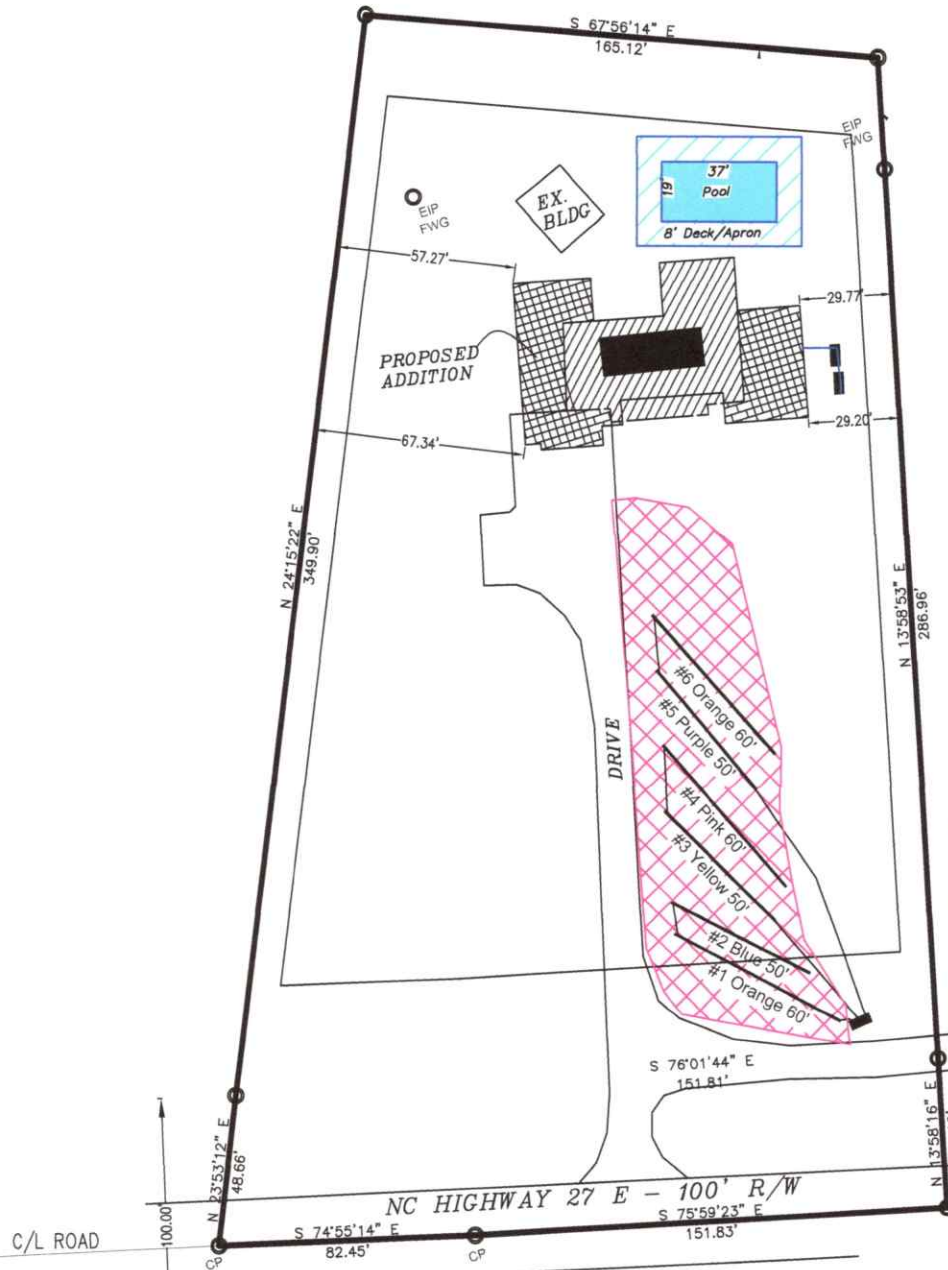 S 67°56'14" E
165.12'
EIP
FWG
37'
19'
Pool
8' Deck/Apron
EX.
BLDG
EIP
FWG
57.27'
29.77'
PROPOSED
ADDITION
29.20'
67.34'
N 24°15'22" E
349.90'
N 13°58'53" E
286.96'
#6 Orange 60'
#5 Purple 50'
DRIVE
#4 Pink 60'
#3 Yellow 50'
#2 Blue 50'
#1 Orange 60'
S 76°01'44" E
151.81'
N 13°58'16" E
N 23°53'12" E
48.66'
NC HIGHWAY 27 E - 100' R/W
100.00'
S 75°59'23" E
151.83'
C/L ROAD
S 74°55'14" E
82.45'
CP
CP